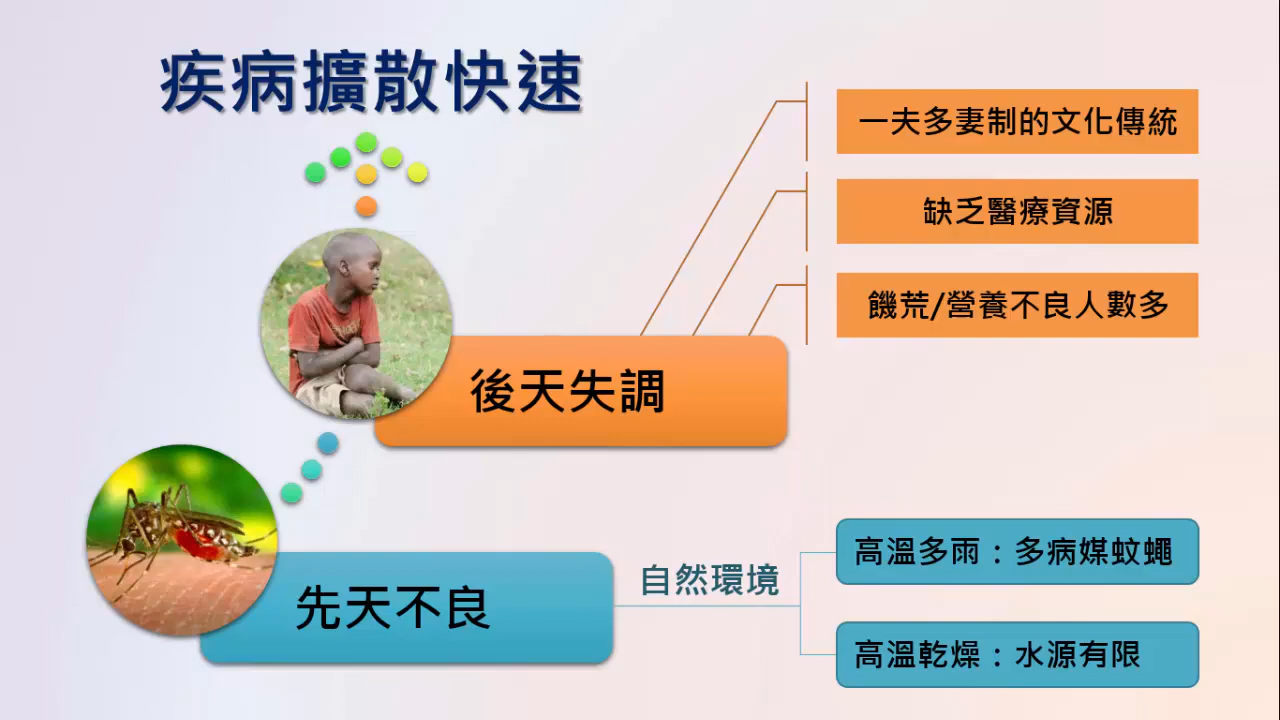 疾病擴散快速
一夫多妻制的文化傳統
缺乏醫療資源
饑荒/營養不良人數多
後天失調
先天不良
自然環境
高溫多雨：多病媒蚊蠅
高溫乾燥：水源有限